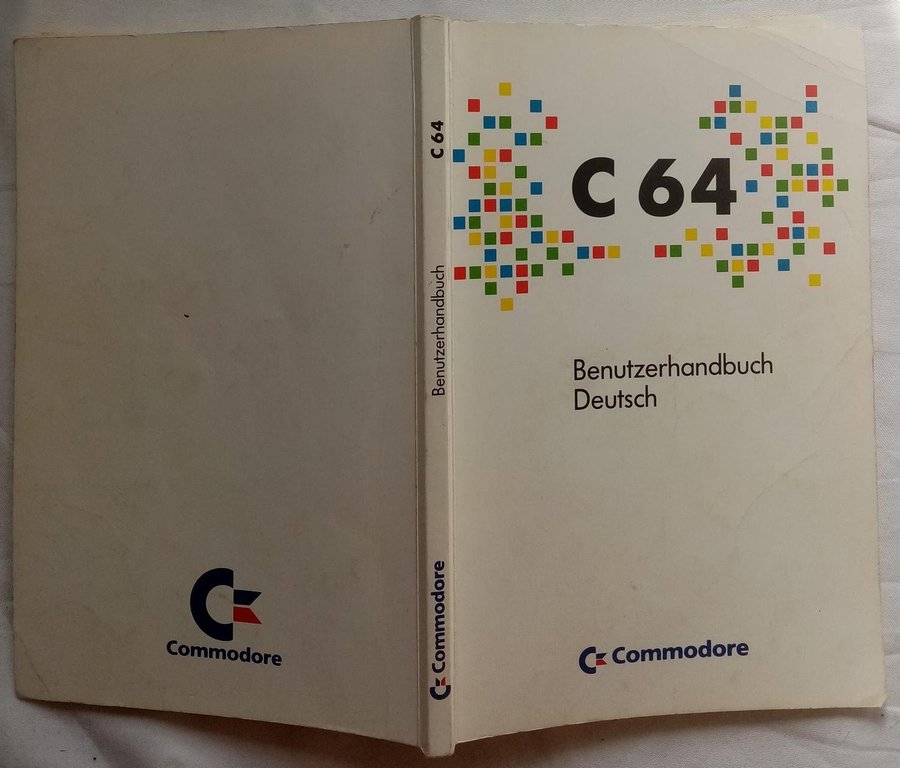 Commodore
C 64
Benutzerhandbuch
Commodore
C 64
Benutzerhandbuch
Deutsch
Commodore